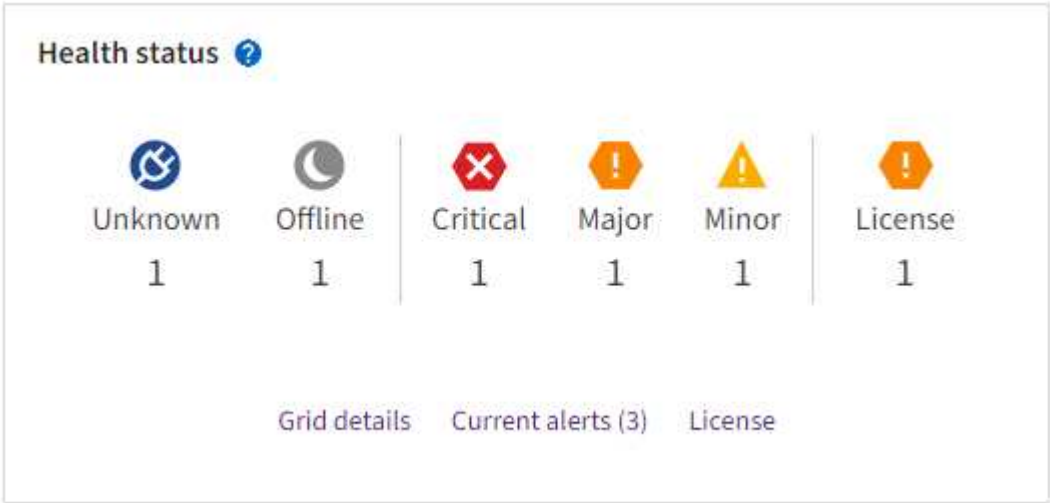 Health status ?
Unknown Offline Critical Major Minor License
1 1 1 1 1 1
Grid details Current alerts (3) License